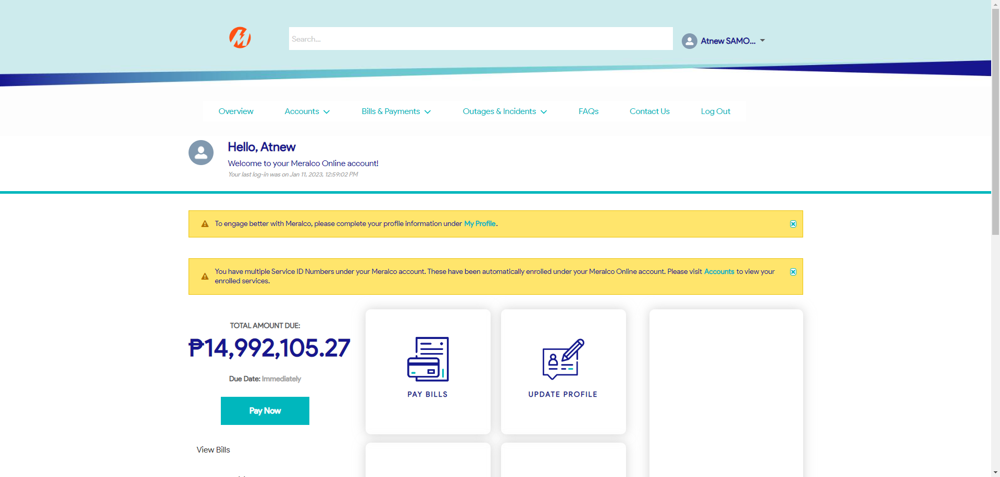 Search...
Atnew SAMO...
Overview
Accounts
Bills & Payments
Outages & Incidents
FAQs
Contact Us
Log Out
Hello, Atnew
Welcome to your Meralco Online account!
Your last log-in was on Jan 11, 2023, 12:59:02 PM
To engage better with Meralco, please complete your profile information under My Profile.
You have multiple Service ID Numbers under your Meralco account. These have been automatically enrolled under your Meralco Online account. Please visit Accounts to view your
enrolled services.
TOTAL AMOUNT DUE:
₱14,992,105.27
Due Date: Immediately
Pay Now
View Bills
PAY BILLS
UPDATE PROFILE